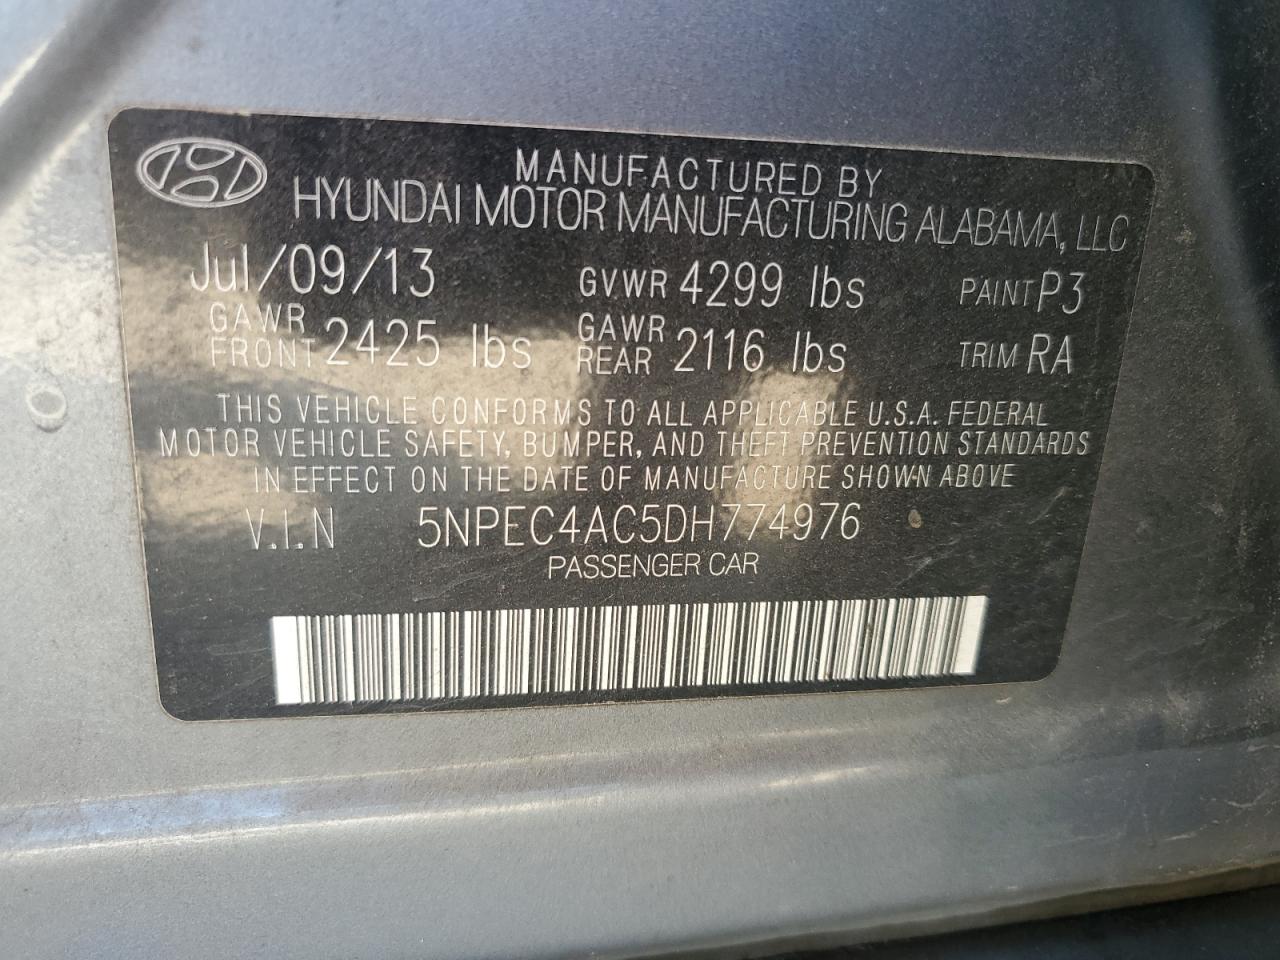 MANUFACTURED BY
HYUNDAI MOTOR MANUFACTURING ALABAMA, LLC
Jul/09/13 GVWR 4299 lbs PAINT P3
GAWR FRONT 2425 lbs GAWR REAR 2116 lbs TRIM RA
THIS VEHICLE CONFORMS TO ALL APPLICABLE U.S.A. FEDERAL
MOTOR VEHICLE SAFETY, BUMPER, AND THEFT PREVENTION STANDARDS
IN EFFECT ON THE DATE OF MANUFACTURE SHOWN ABOVE
V.I.N 5NPEC4AC5DH774976
PASSENGER CAR